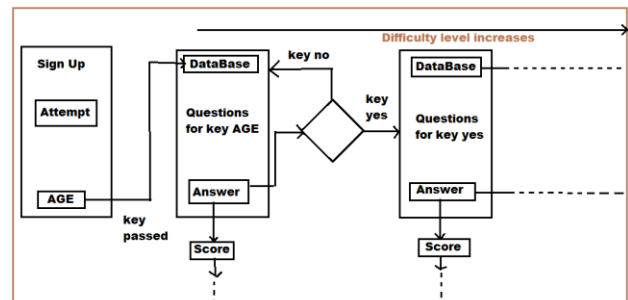 Difficulty level increases
Sign Up
Attempt
AGE
key
passed
DataBase
Questions
for key AGE
Answer
Score
key no
key
yes
DataBase
Questions
for key yes
Answer
Score